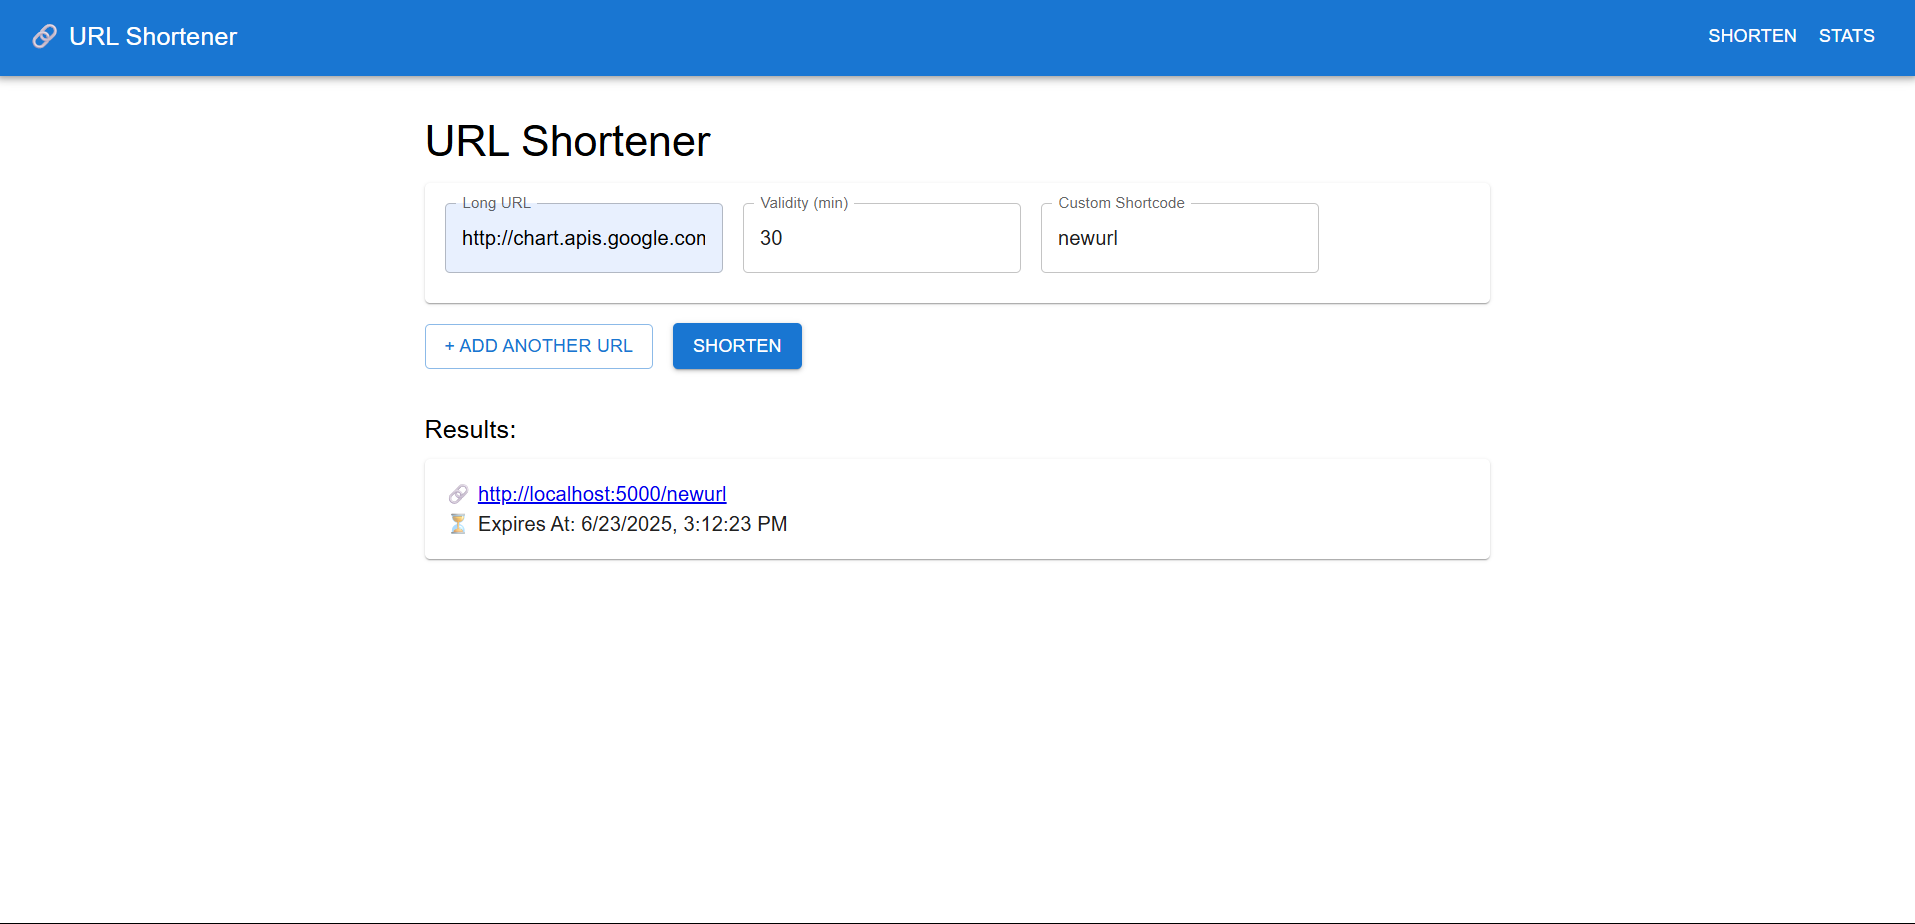 URL Shortener
SHORTEN STATS
URL Shortener
Long URL Validity (min) Custom Shortcode
http://chart.apis.google.com 30 newurl
+ ADD ANOTHER URL SHORTEN
Results:
http://localhost:5000/newurl
Expires At: 6/23/2025, 3:12:23 PM